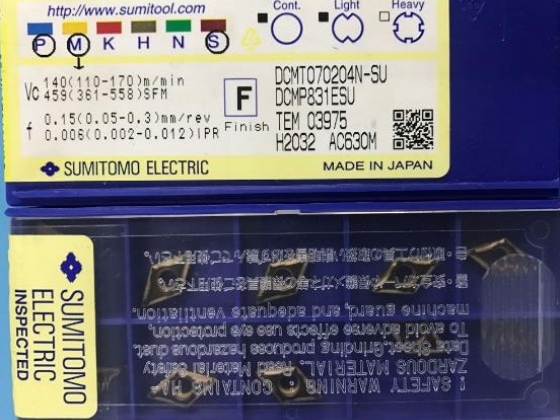 http://www.sumitool.com
Cont. Light Heavy
P M K H N S
Vc 140(110-170)m/min
459(361-558)SFM
f 0.15(0.05-0.3)mm/rev
0.006(0.002-0.012)IPR
F
Finish
DCMT070204N-SU
DCMP831ESU
TEM 03975
H2032 AC630M
SUMITOMO ELECTRIC
MADE IN JAPAN
SUMITOMO
ELECTRIC
INSPECTED
! SAFETY WARNING : CONTAINS HA-
ZARDOUS MATERIAL Read Material Safety
Data Sheet.Grinding produces hazardous dust.
To avoid adverse effects use eye protection,
machine guard, and adequate ventilation.